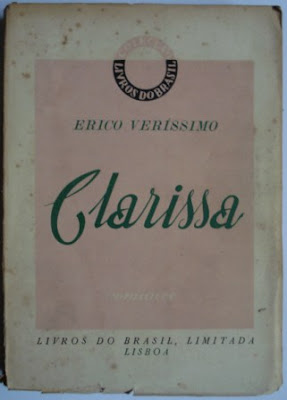 LIVROS DO BRASIL
ERICO VERÍSSIMO
Clarissa
LIVROS DO BRASIL, LIMITADA
LISBOA